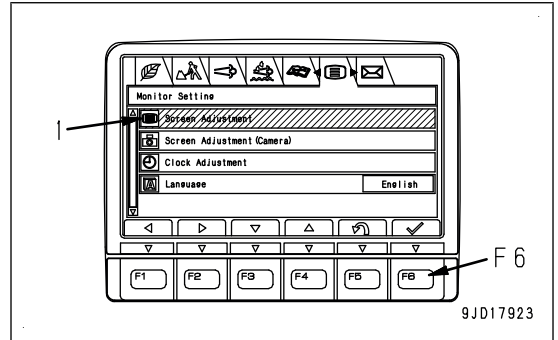 Monitor Setting
1
Screen Adjustment
Screen Adjustment (Camera)
Clock Adjustment
A Language English
F1 F2 F3 F4 F5 F6
F6
9JD17923